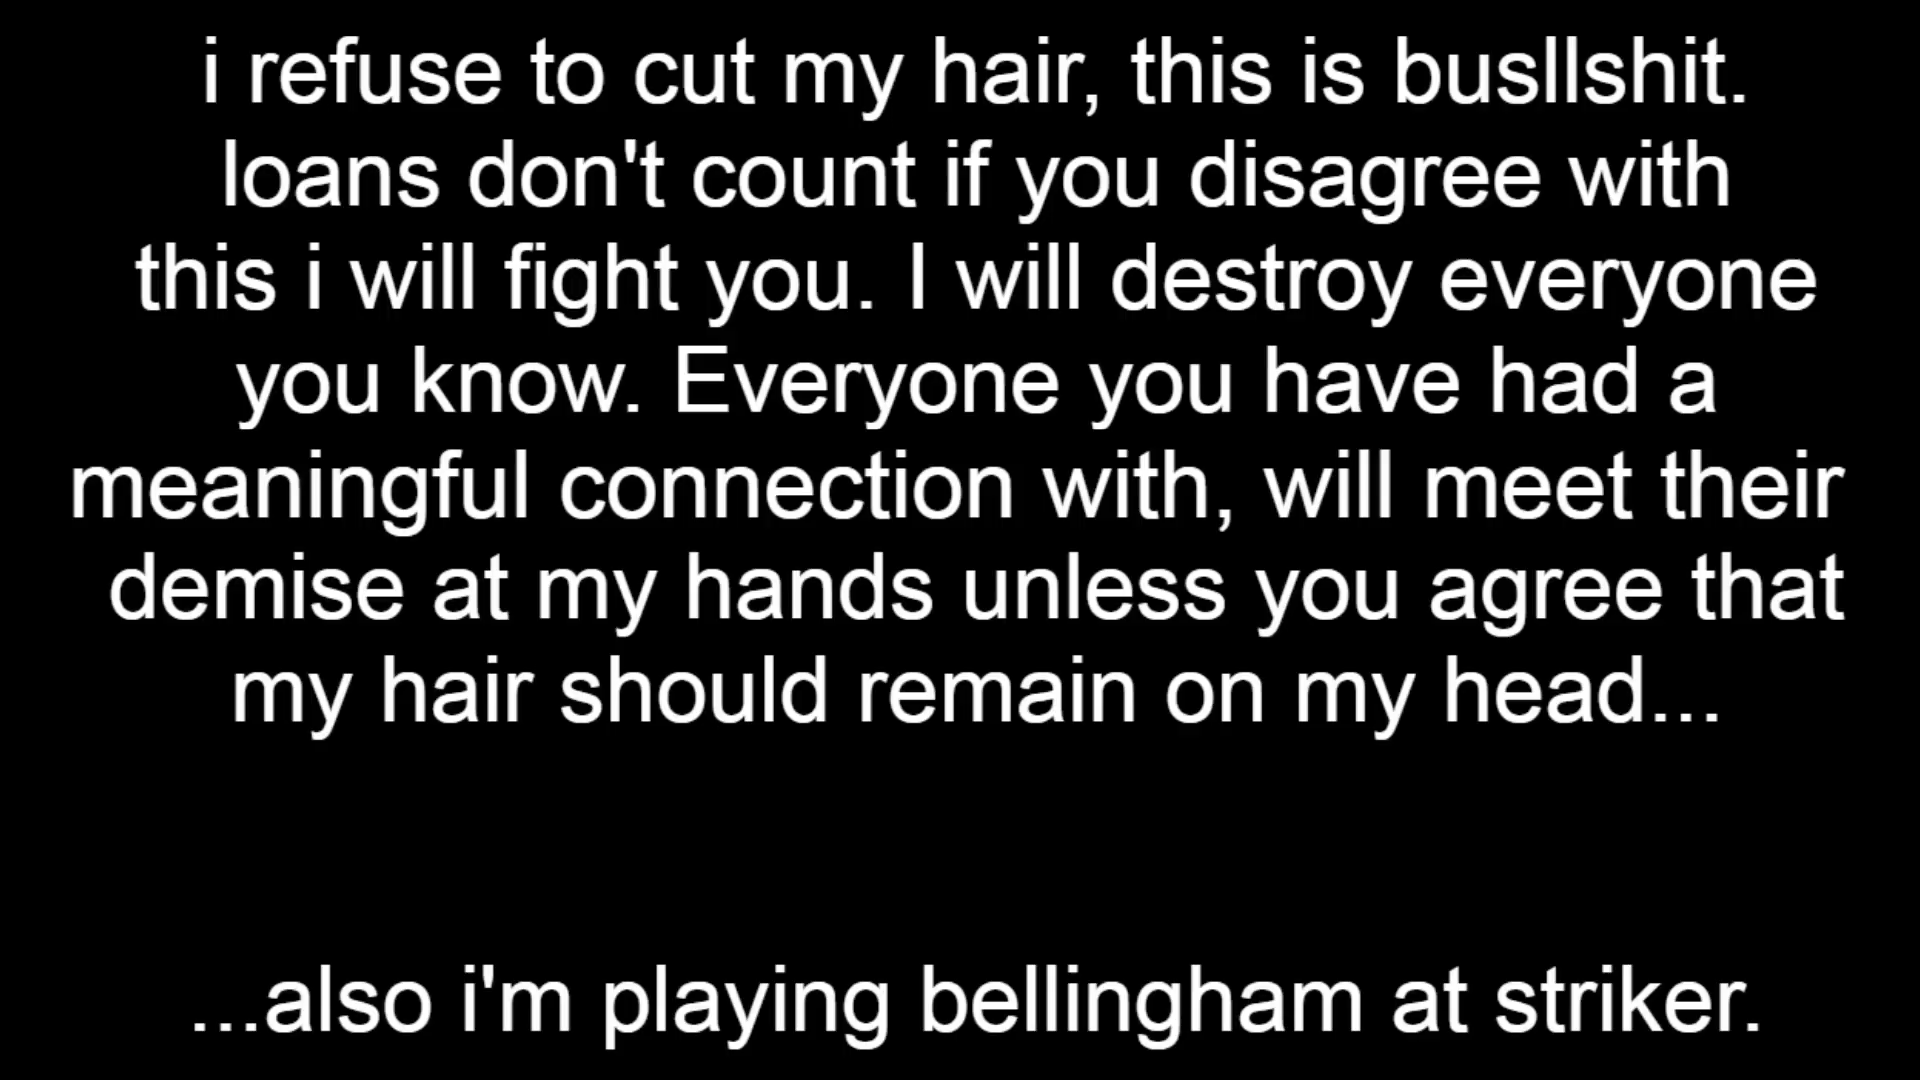 i refuse to cut my hair, this is busllshit.
loans don't count if you disagree with
this i will fight you. I will destroy everyone
you know. Everyone you have had a
meaningful connection with, will meet their
demise at my hands unless you agree that
my hair should remain on my head...
...also i'm playing bellingham at striker.